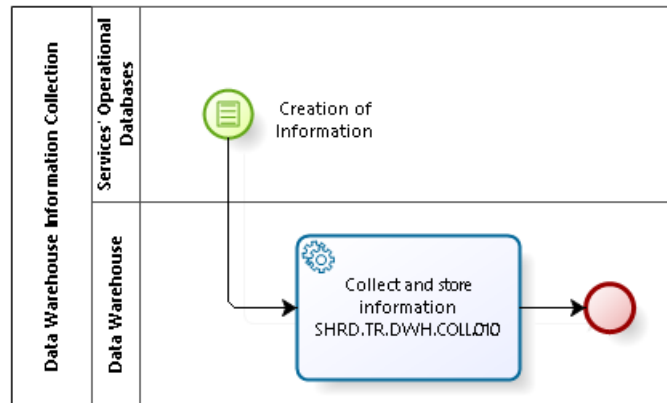 Data Warehouse Information Collection
Services' Operational
Databases
Creation of
Information
Data Warehouse
Collect and store
information
SHRD.TR.DWH.COLL.010